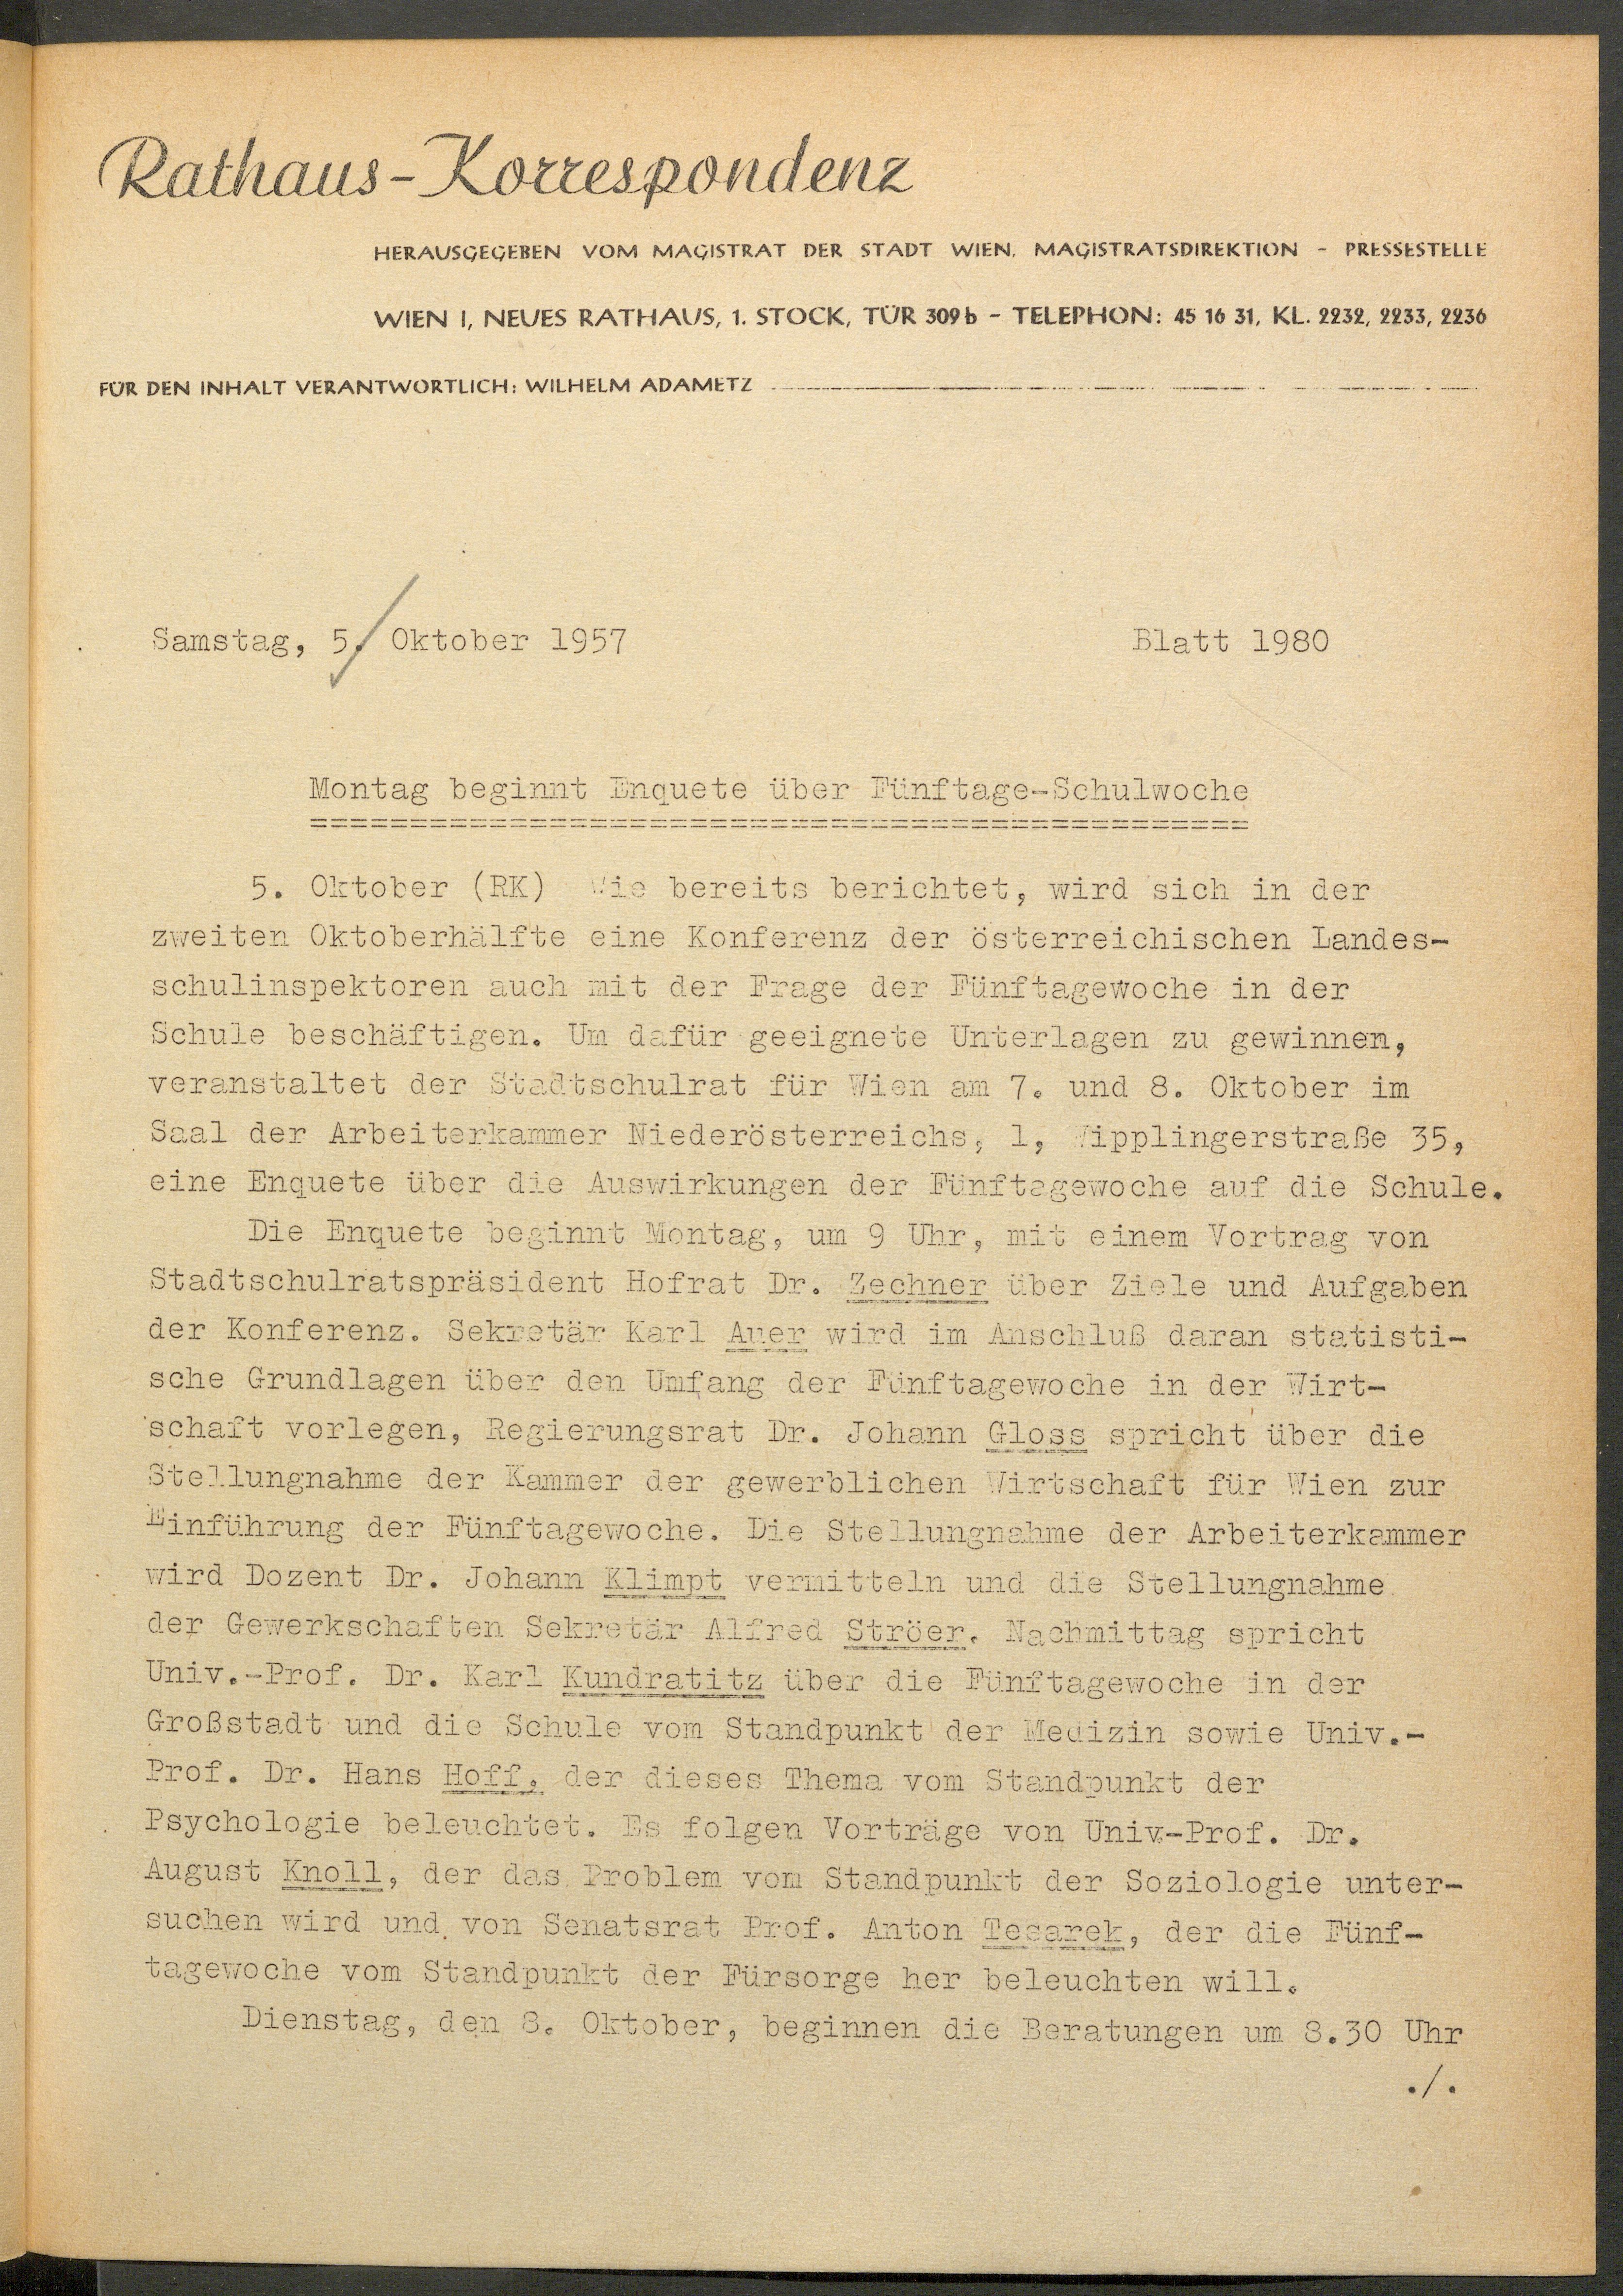 Rathaus-Korrespondenz
HERAUSGEGEBEN VOM MAGISTRAT DER STADT WIEN. MAGISTRATSDIREKTION - PRESSESTELLE
WIEN I, NEUES RATHAUS, 1. STOCK, TÜR 309b - TELEPHON: 45 16 31, KL. 2232, 2233, 2236
FÜR DEN INHALT VERANTWORTLICH: WILHELM ADAMETZ
Samstag, 5. Oktober 1957 Blatt 1980
Montag beginnt Enquete über Fünftage-Schulwoche
===============================================
5. Oktober (RK) Wie bereits berichtet, wird sich in der
zweiten Oktoberhälfte eine Konferenz der österreichischen Landes-
schulinspektoren auch mit der Frage der Fünftagewoche in der
Schule beschäftigen. Um dafür geeignete Unterlagen zu gewinnen,
veranstaltet der Stadtschulrat für Wien am 7. und 8. Oktober im
Saal der Arbeiterkammer Niederösterreichs, 1, Wipplingerstraße 35,
eine Enquete über die Auswirkungen der Fünftagewoche auf die Schule.
Die Enquete beginnt Montag, um 9 Uhr, mit einem Vortrag von
Stadtschulratspräsident Hofrat Dr. Zechner über Ziele und Aufgaben
der Konferenz. Sekretär Karl Auer wird im Anschluß daran statisti-
sche Grundlagen über den Umfang der Fünftagewoche in der Wirt-
schaft vorlegen, Regierungsrat Dr. Johann Gloss spricht über die
Stellungnahme der Kammer der gewerblichen Wirtschaft für Wien zur
Einführung der Fünftagewoche. Die Stellungnahme der Arbeiterkammer
wird Dozent Dr. Johann Klimpt vermitteln und die Stellungnahme
der Gewerkschaften Sekretär Alfred Ströer. Nachmittag spricht
Univ.-Prof. Dr. Karl Kundratitz über die Fünftagewoche in der
Großstadt und die Schule vom Standpunkt der Medizin sowie Univ.-
Prof. Dr. Hans Hoff, der dieses Thema vom Standpunkt der
Psychologie beleuchtet. Es folgen Vorträge von Univ-Prof. Dr.
August Knoll, der das Problem vom Standpunkt der Soziologie unter-
suchen wird und von Senatsrat Prof. Anton Tesarek, der die Fünf-
tagewoche vom Standpunkt der Fürsorge her beleuchten will.
Dienstag, den 8. Oktober, beginnen die Beratungen um 8.30 Uhr
./.